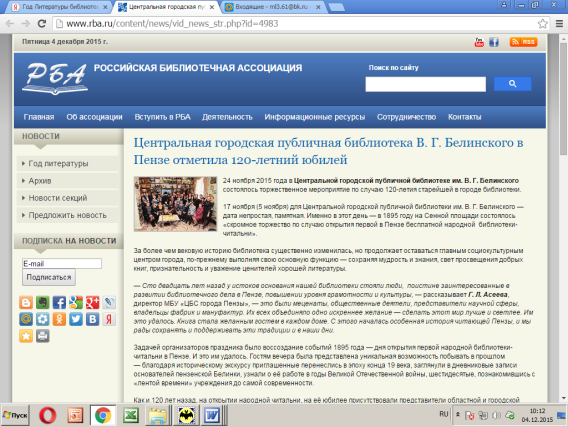 Год Литературы библиотек
Центральная городская пу
Входящие - ml3.61@bk.ru
www.rba.ru/content/news/vid_news_str.php?id=4983
Пятница 4 декабря 2015 г.
RSS
РБА
РОССИЙСКАЯ БИБЛИОТЕЧНАЯ АССОЦИАЦИЯ
Поиск по сайту
Главная Об ассоциации Вступить в РБА Деятельность Информационные ресурсы Сотрудничество Контакты
НОВОСТИ
Год литературы
Архив
Новости секций
Предложить новость
ПОДПИСКА НА НОВОСТИ
E-mail
Подписаться
Центральная городская публичная библиотека В. Г. Белинского в
Пензе отметила 120-летний юбилей
24 ноября 2015 года в Центральной городской публичной библиотеке им. В. Г. Белинского
состоялось торжественное мероприятие по случаю 120-летия старейшей в городе библиотеки.
17 ноября (5 ноября) для Центральной городской публичной библиотеки им. В. Г. Белинского —
дата непростая, памятная. Именно в этот день — в 1895 году на Сенной площади состоялось
«скромное торжество по случаю открытия первой в Пензе бесплатной народной библиотеки-
читальни».
За более чем вековую историю библиотека существенно изменилась, но продолжает оставаться главным социокультурным
центром города, по-прежнему выполняя свою основную функцию — сохраняя мудрость и знания, свет просвещения добрых
книг, признательность и уважение ценителей хорошей литературы.
— Сто двадцать лет назад у истоков основания нашей библиотеки стояли люди, поистине заинтересованные в
развитии библиотечного дела в Пензе, повышении уровня грамотности и культуры, — рассказывает Г. Л. Асеева,
директор МБУ «ЦБС города Пензы», — это были меценаты, общественные деятели, представители научной сферы,
владельцы фабрик и мануфактур. Их всех объединяло одно искреннее желание — сделать этот мир лучше и светлее. Им
это удалось. Книга стала желанным гостем в каждом доме. С этого началась особенная история читающей Пензы, и мы
рады сохранять и поддерживать эти традиции и в наши дни.
Задачей организаторов праздника было воссоздание событий 1895 года — дня открытия первой народной библиотеки-
читальни в Пензе. И это им удалось. Гостям вечера была представлена уникальная возможность побывать в прошлом
— благодаря историческому экскурсу приглашенные перенеслись в эпоху конца 19 века, заглянули в дневниковые записи
основателей пензенской Белинки, узнали о её работе в годы Великой Отечественной войны, шестидесятые, познакомившись с
«лентой времени» учреждения до самой современности.
Как и 120 лет назад, на открытии народной читальни, на её юбилее присутствовали представители областной и городской
Пуск
RU
10:12
04.12.2015